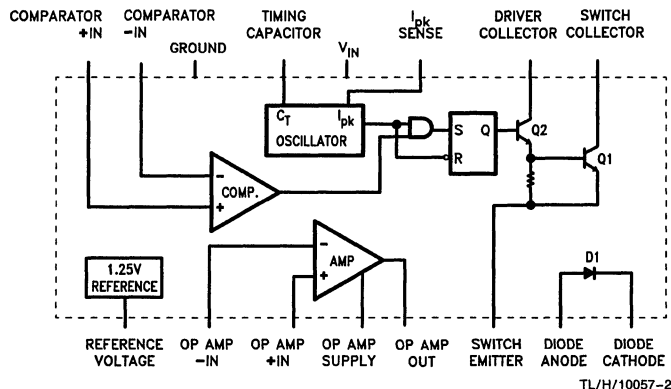 COMPARATOR
+IN
COMPARATOR
-IN
GROUND
TIMING
CAPACITOR
VIN
Ipk
SENSE
DRIVER
COLLECTOR
SWITCH
COLLECTOR
CT
Ipk
OSCILLATOR
S
Q
R
Q2
Q1
-
COMP.
+
-
AMP
+
1.25V
REFERENCE
D1
REFERENCE
VOLTAGE
OP AMP
-IN
OP AMP
+IN
OP AMP
SUPPLY
OP AMP
OUT
SWITCH
EMITTER
DIODE
ANODE
DIODE
CATHODE
TL/H/10057-2